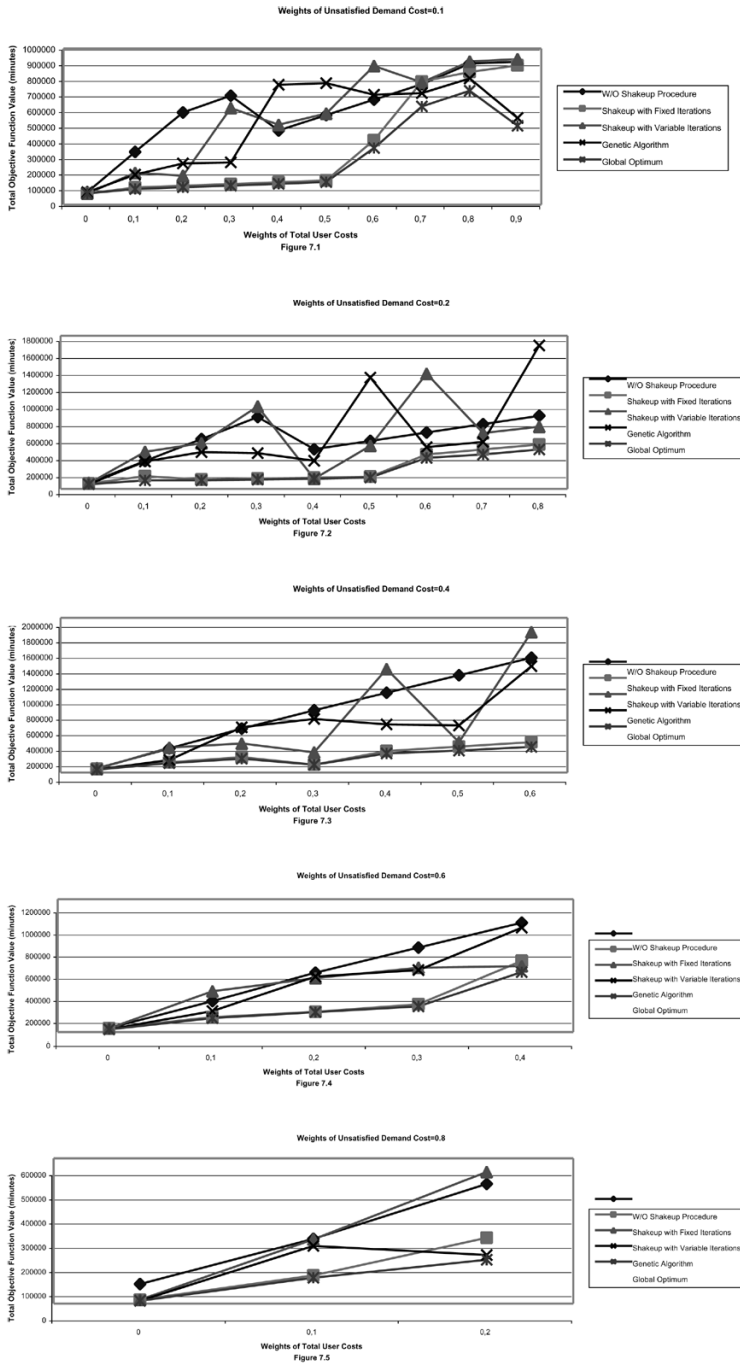 Weights of Unsatisfied Demand Cost=0.1
Total Objective Function Value (minutes)
1000000
900000
800000
700000
600000
500000
400000
300000
200000
100000
0
0 0,1 0,2 0,3 0,4 0,5 0,6 0,7 0,8 0,9
Weights of Total User Costs
Figure 7.1
W/O Shakeup Procedure
Shakeup with Fixed Iterations
Shakeup with Variable Iterations
Genetic Algorithm
Global Optimum
Weights of Unsatisfied Demand Cost=0.2
Total Objective Function Value (minutes)
1800000
1600000
1400000
1200000
1000000
800000
600000
400000
200000
0
0 0,1 0,2 0,3 0,4 0,5 0,6 0,7 0,8
Weights of Total User Costs
Figure 7.2
W/O Shakeup Procedure
Shakeup with Fixed Iterations
Shakeup with Variable Iterations
Genetic Algorithm
Global Optimum
Weights of Unsatisfied Demand Cost=0.4
Total Objective Function Value (minutes)
2000000
1800000
1600000
1400000
1200000
1000000
800000
600000
400000
200000
0
0 0,1 0,2 0,3 0,4 0,5 0,6
Weights of Total User Costs
Figure 7.3
W/O Shakeup Procedure
Shakeup with Fixed Iterations
Shakeup with Variable Iterations
Genetic Algorithm
Global Optimum
Weights of Unsatisfied Demand Cost=0.6
Total Objective Function Value (minutes)
1200000
1000000
800000
600000
400000
200000
0
0 0,1 0,2 0,3 0,4
Weights of Total User Costs
Figure 7.4
W/O Shakeup Procedure
Shakeup with Fixed Iterations
Shakeup with Variable Iterations
Genetic Algorithm
Global Optimum
Weights of Unsatisfied Demand Cost=0.8
Total Objective Function Value (minutes)
600000
500000
400000
300000
200000
100000
0
0 0,1 0,2
Weights of Total User Costs
Figure 7.5
W/O Shakeup Procedure
Shakeup with Fixed Iterations
Shakeup with Variable Iterations
Genetic Algorithm
Global Optimum